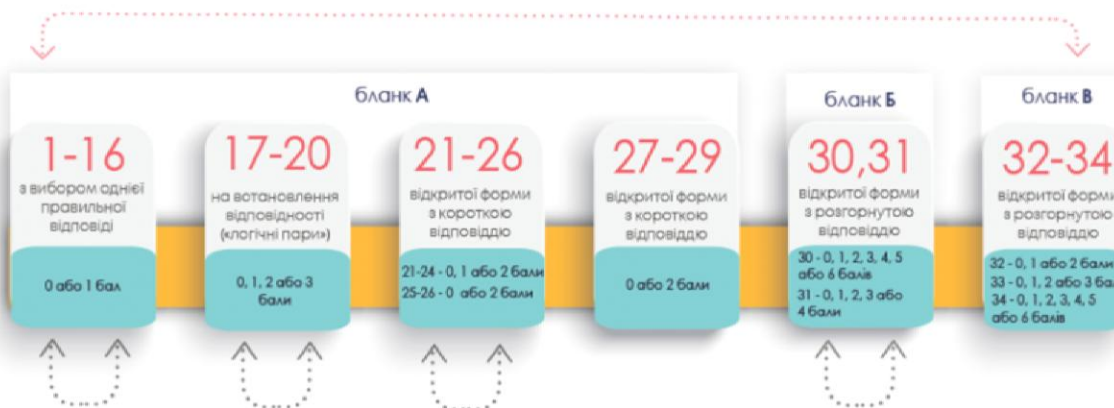 бланк А
1-16
з вибором однієї
правильної
відповіді
0 або 1 бал
17-20
на встановлення
відповідності
(«логічні пари»)
0, 1, 2 або 3
бали
21-26
відкритої форми
з короткою
відповіддю
21-24 - 0, 1 або 2 бали
25-26 - 0 або 2 бали
27-29
відкритої форми
з короткою
відповіддю
0 або 2 бали
бланк Б
30,31
відкритої форми
з розгорнутою
відповіддю
30 - 0, 1, 2, 3, 4, 5
або 6 балів
31 - 0, 1, 2, 3 або
4 бали
бланк В
32-34
відкритої форми
з розгорнутою
відповіддю
32 - 0, 1 або 2 бали
33 - 0, 1, 2 або 3 бал
34 - 0, 1, 2, 3, 4, 5
або 6 балів